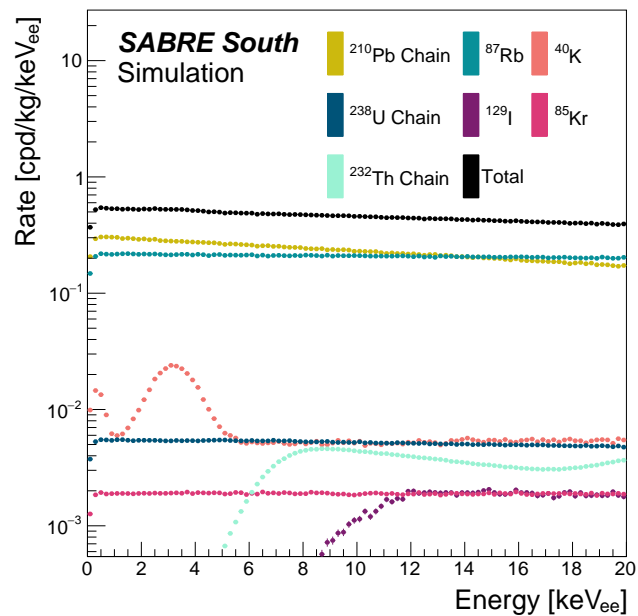 SABRE South
Simulation
²¹⁰Pb Chain
⁸⁷Rb
⁴⁰K
²³⁸U Chain
¹²⁹I
⁸⁵Kr
²³²Th Chain
Total
Rate [cpd/kg/keVₑₑ]
10
1
10⁻¹
10⁻²
10⁻³
0 2 4 6 8 10 12 14 16 18 20
Energy [keVₑₑ]